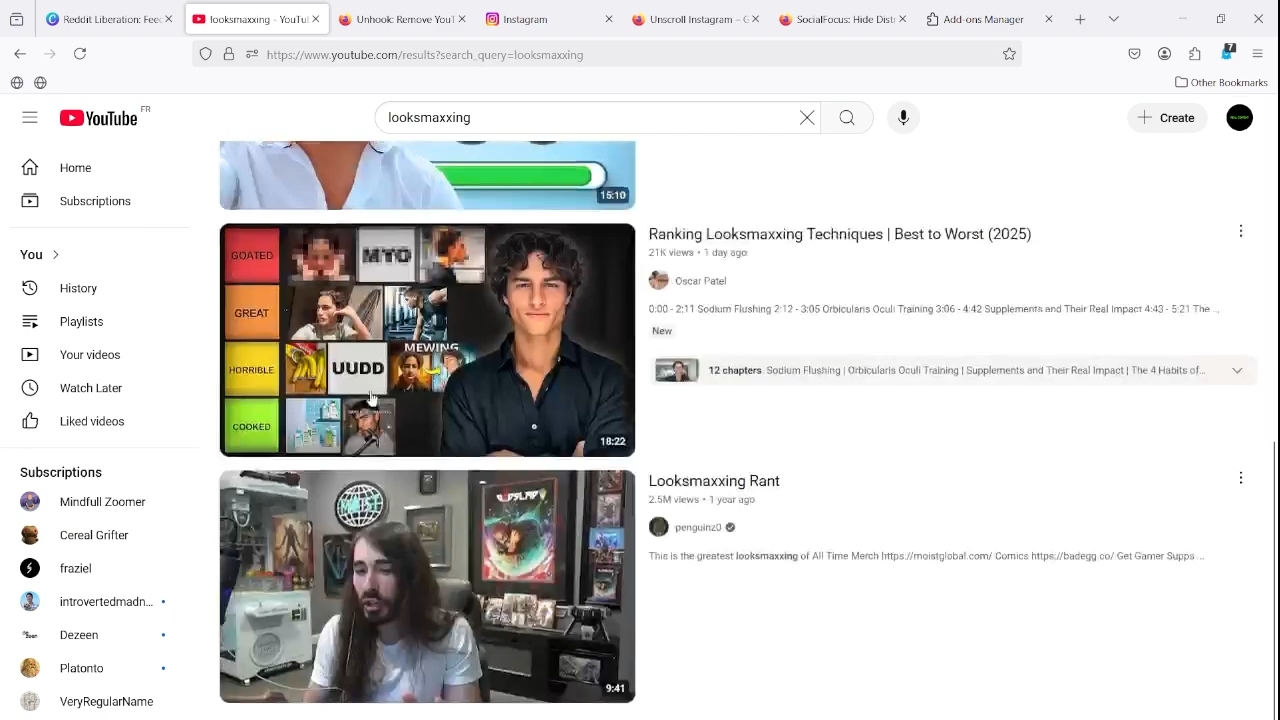 Reddit Liberation: Feed
looksmaxxing - YouTu
Unhook: Remove YouT
Instagram
Unscroll Instagram – G
SocialFocus: Hide Distr
Add-ons Manager
https://www.youtube.com/results?search_query=looksmaxxing
7
Other Bookmarks
YouTube FR
looksmaxxing
Create
Home
Subscriptions
You
History
Playlists
Your videos
Watch Later
Liked videos
Subscriptions
Mindfull Zoomer
Cereal Grifter
fraziel
introvertedmadn...
Dezeen
Platonto
VeryRegularName
15:10
GOATED
MYO
GREAT
HORRIBLE
UUDD
MEWING
COOKED
18:22
Ranking Looksmaxxing Techniques | Best to Worst (2025)
21K views • 1 day ago
Oscar Patel
0:00 - 2:11 Sodium Flushing 2:12 - 3:05 Orbicularis Oculi Training 3:06 - 4:42 Supplements and Their Real Impact 4:43 - 5:21 The ...
New
12 chapters Sodium Flushing | Orbicularis Oculi Training | Supplements and Their Real Impact | The 4 Habits of...
MOIST
9:41
Looksmaxxing Rant
2.5M views • 1 year ago
penguinz0
This is the greatest looksmaxxing of All Time Merch https://moistglobal.com/ Comics https://badegg.co/ Get Gamer Supps ...